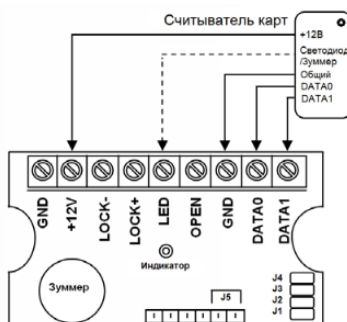 Считыватель карт
+12В
Светодиод
/Зуммер
Общий
DATA0
DATA1
GND
+12V
LOCK-
LOCK+
LED
OPEN
GND
DATA0
DATA1
Индикатор
Зуммер
J5
J4
J3
J2
J1